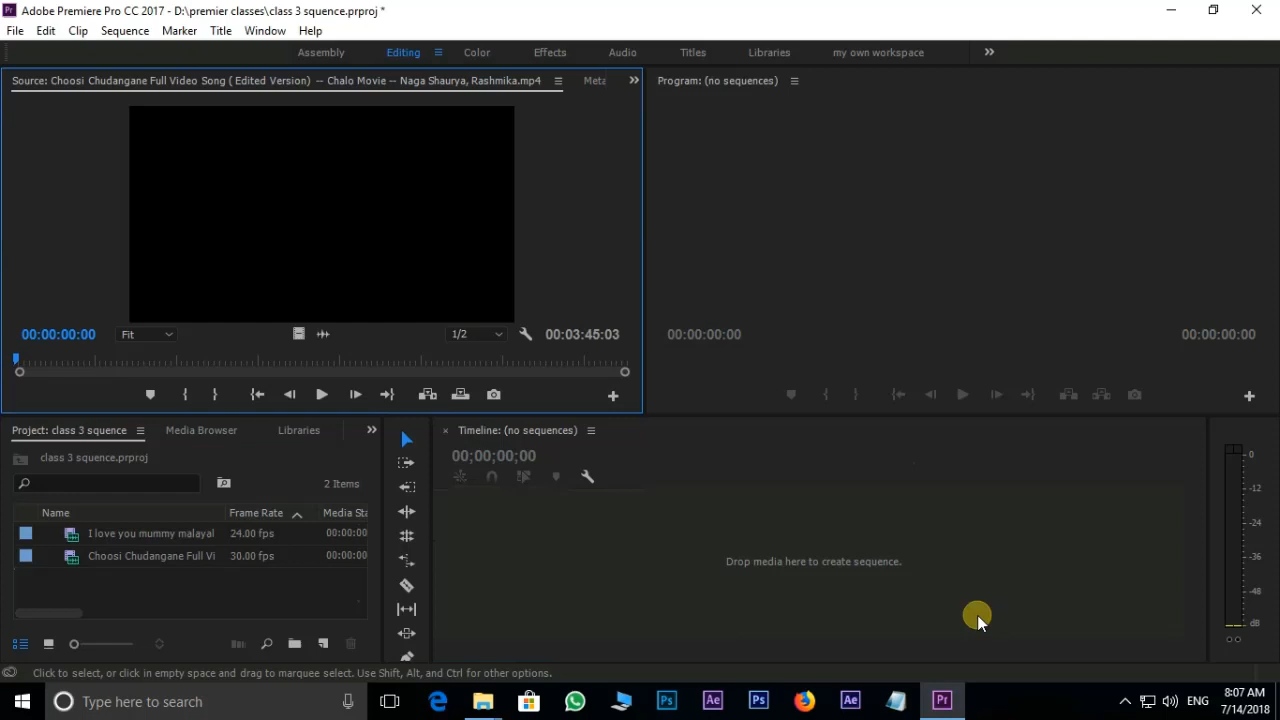 Adobe Premiere Pro CC 2017 - D:\premier classes\class 3 squence.prproj *
File Edit Clip Sequence Marker Title Window Help
Assembly Editing Color Effects Audio Titles Libraries my own workspace
Source: Choosi Chudangane Full Video Song ( Edited Version) -- Chalo Movie -- Naga Shaurya, Rashmika.mp4 Meta
Program: (no sequences)
00:00:00:00 Fit 1/2 00:03:45:03
00:00:00:00 00:00:00:00
Project: class 3 squence Media Browser Libraries
Timeline: (no sequences)
class 3 squence.prproj
00;00;00;00
2 Items
Name Frame Rate Media Sta
I love you mummy malayal 24.00 fps 00:00:00
Choosi Chudangane Full Vi 30.00 fps 00:00:00
Drop media here to create sequence.
0
-12
-24
-36
-48
dB
Click to select, or click in empty space and drag to marquee select. Use Shift, Alt, and Ctrl for other options.
Type here to search
ENG
8:07 AM
7/14/2018